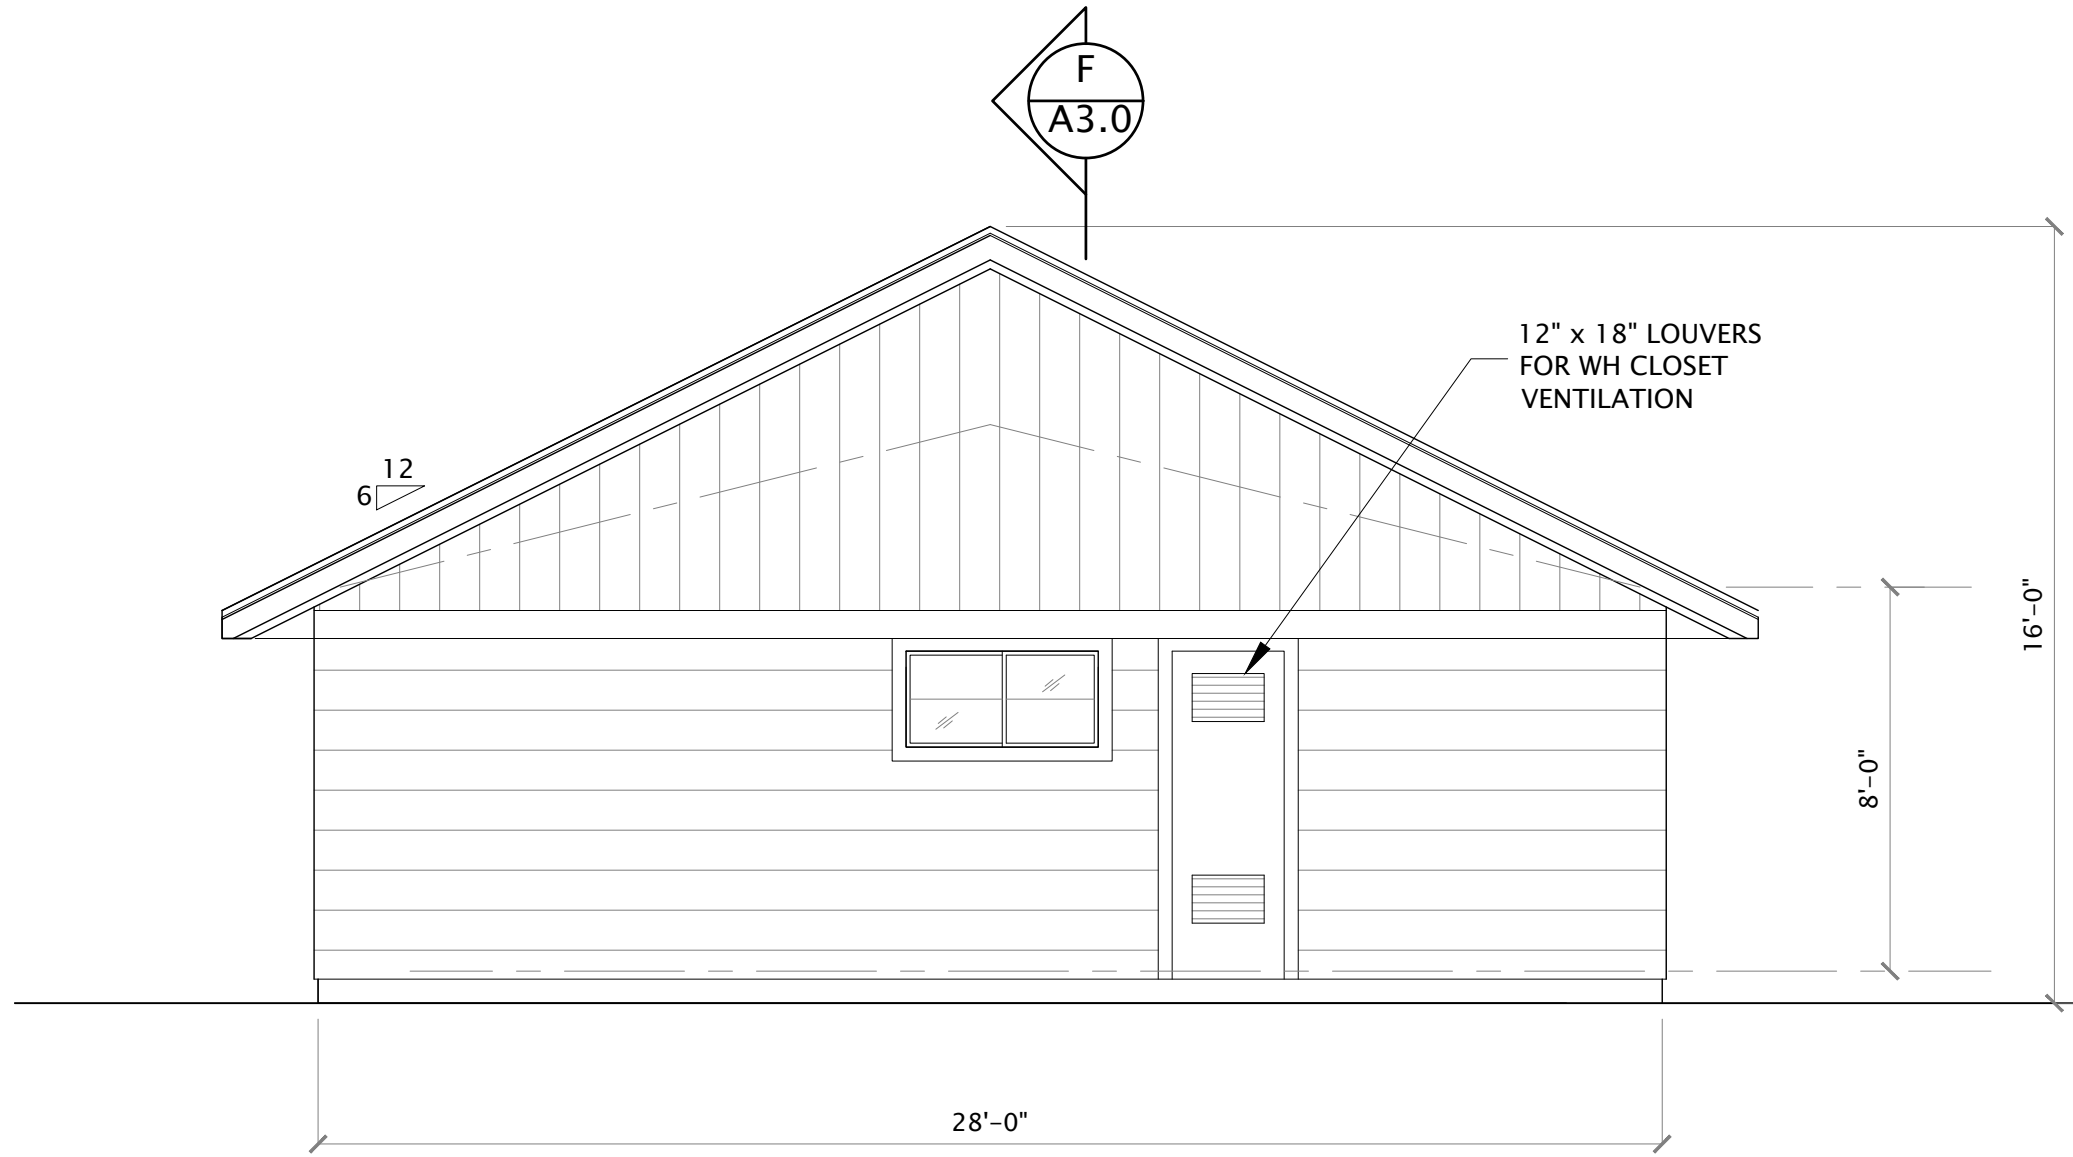 F
A3.0
12" x 18" LOUVERS
FOR WH CLOSET
VENTILATION
12
6
16'-0"
8'-0"
28'-0"